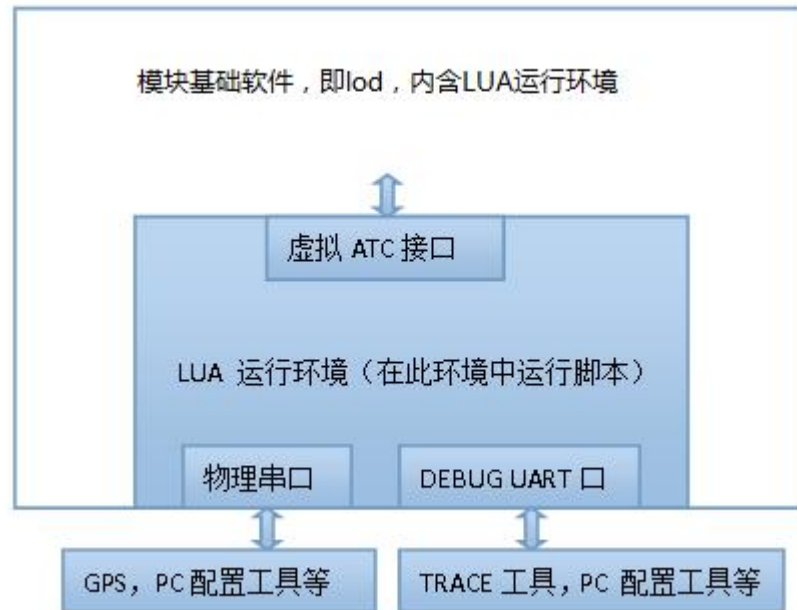 模块基础软件，即lod，内含LUA运行环境
虚拟 ATC 接口
LUA 运行环境（在此环境中运行脚本）
物理串口
DEBUG UART 口
GPS，PC 配置工具等
TRACE 工具，PC 配置工具等